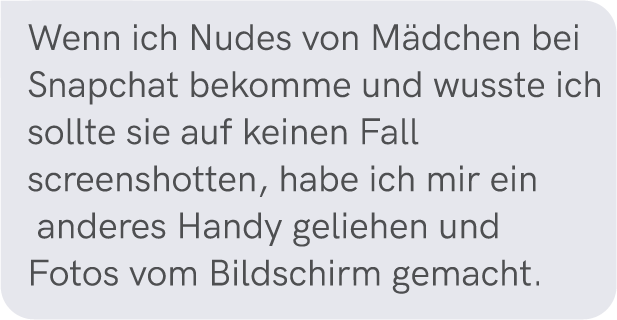 Wenn ich Nudes von Mädchen bei
Snapchat bekomme und wusste ich
sollte sie auf keinen Fall
screenshotten, habe ich mir ein
anderes Handy geliehen und
Fotos vom Bildschirm gemacht.